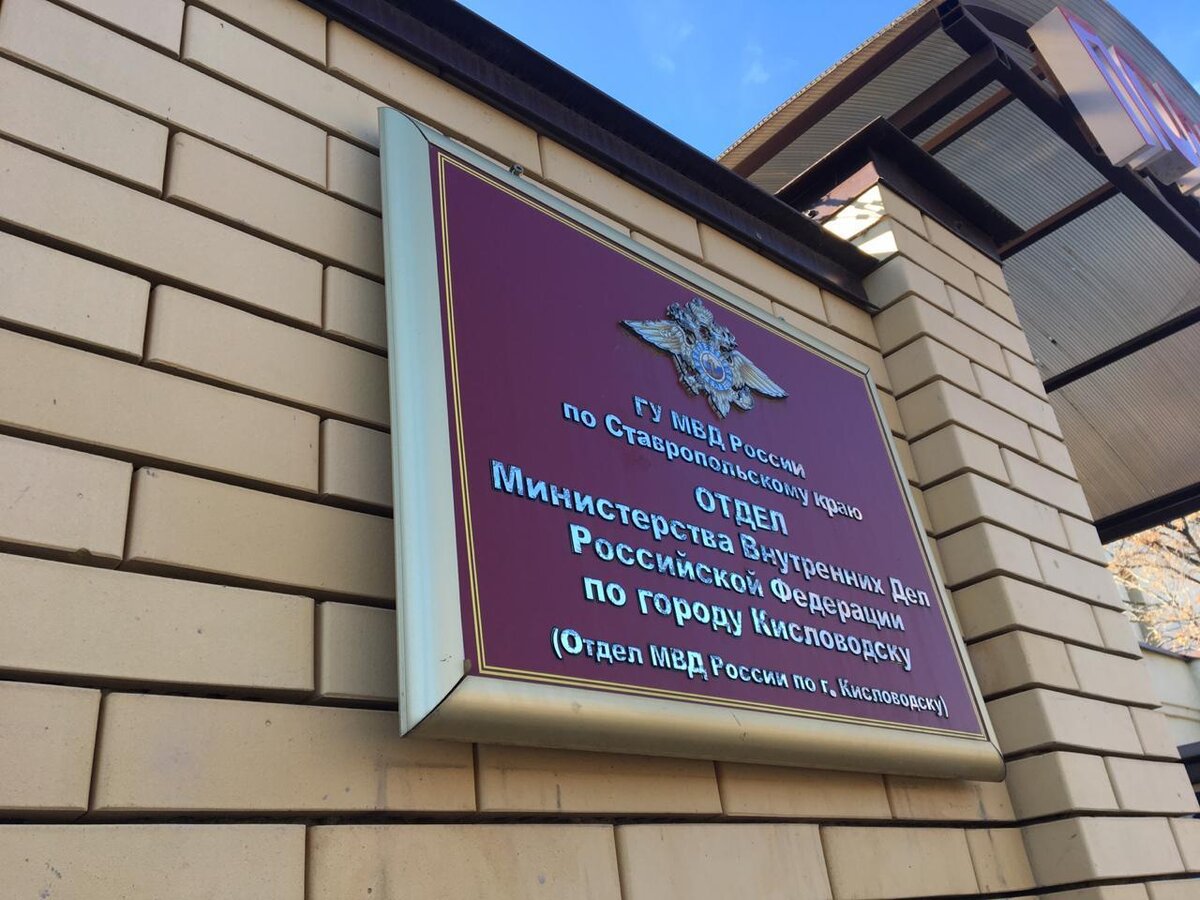 ГУ МВД России
по Ставропольскому краю
ОТДЕЛ
Министерства Внутренних Дел
Российской Федерации
по городу Кисловодску
(Отдел МВД России по г. Кисловодску)